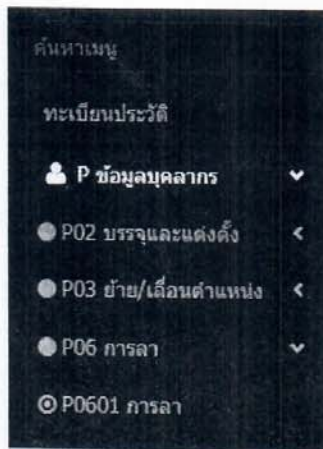 ค้นหาเมนู
ทะเบียนประวัติ
P ข้อมูลบุคลากร
P02 บรรจุและแต่งตั้ง
P03 ย้าย/เลื่อนตำแหน่ง
P06 การลา
P0601 การลา